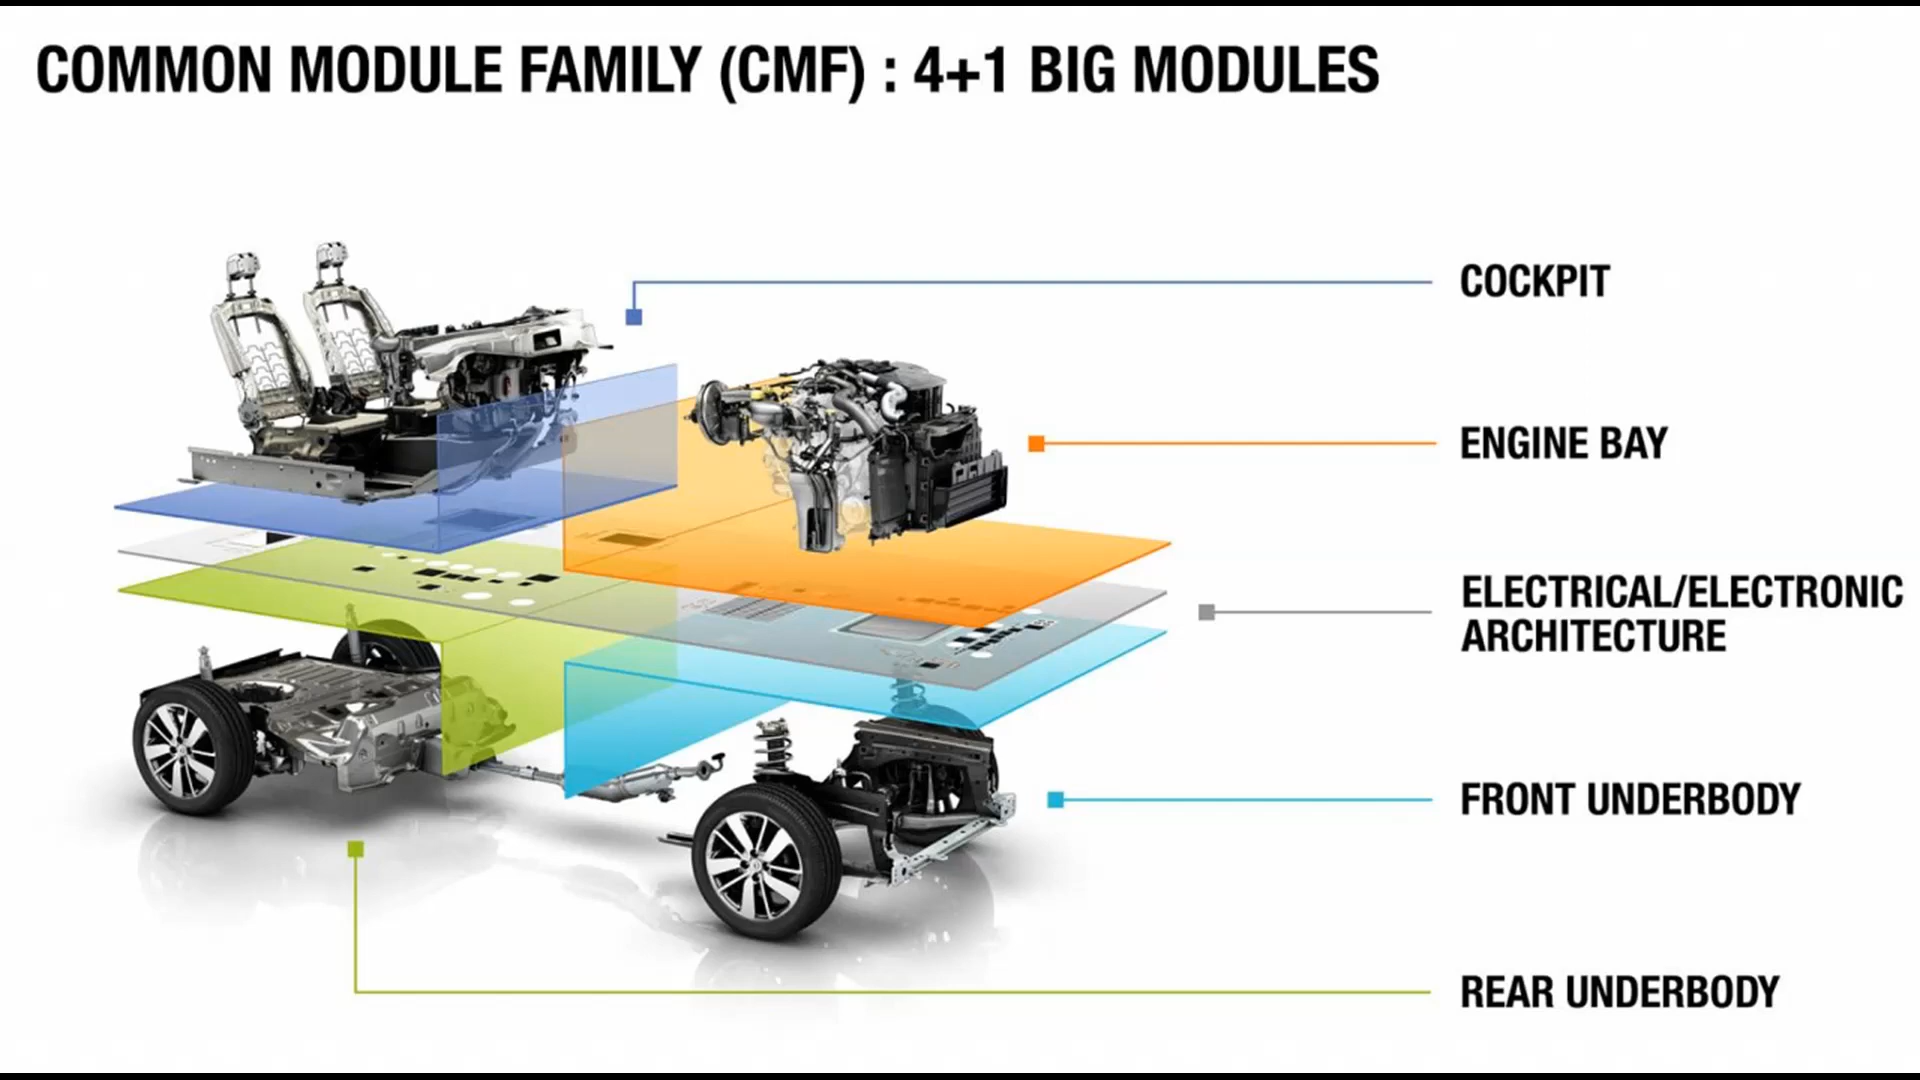 COMMON MODULE FAMILY (CMF) : 4+1 BIG MODULES
COCKPIT
ENGINE BAY
ELECTRICAL/ELECTRONIC
ARCHITECTURE
FRONT UNDERBODY
REAR UNDERBODY